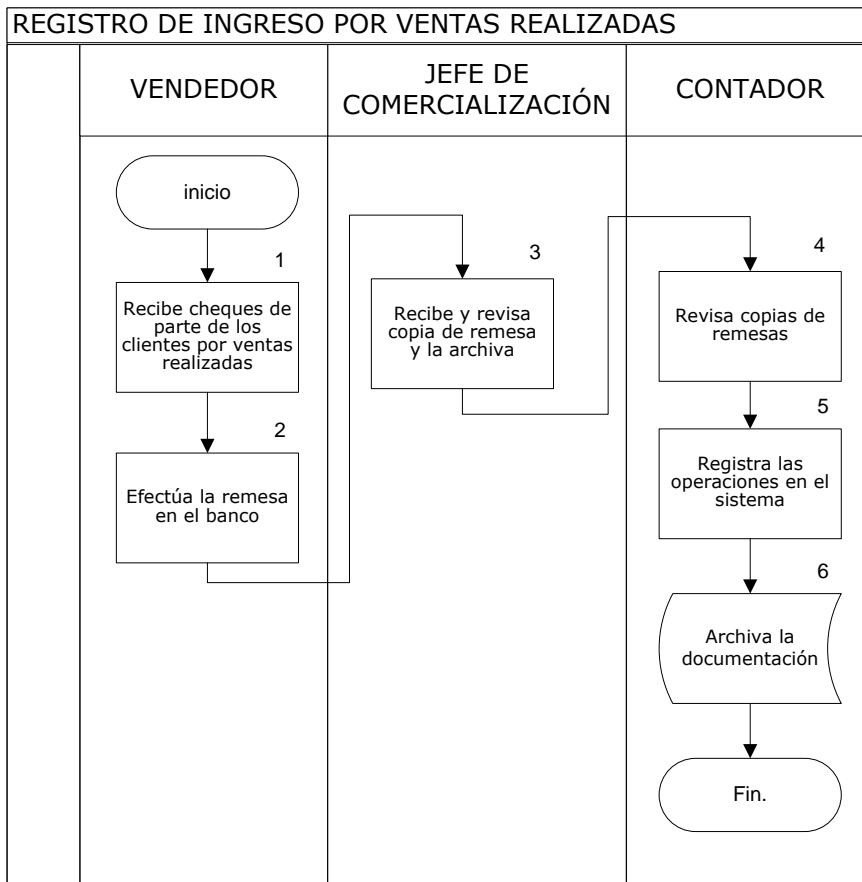 REGISTRO DE INGRESO POR VENTAS REALIZADAS
VENDEDOR
JEFE DE
COMERCIALIZACIÓN
CONTADOR
inicio
1
Recibe cheques de
parte de los
clientes por ventas
realizadas
2
Efectúa la remesa
en el banco
3
Recibe y revisa
copia de remesa
y la archiva
4
Revisa copias de
remesas
5
Registra las
operaciones en el
sistema
6
Archiva la
documentación
Fin.